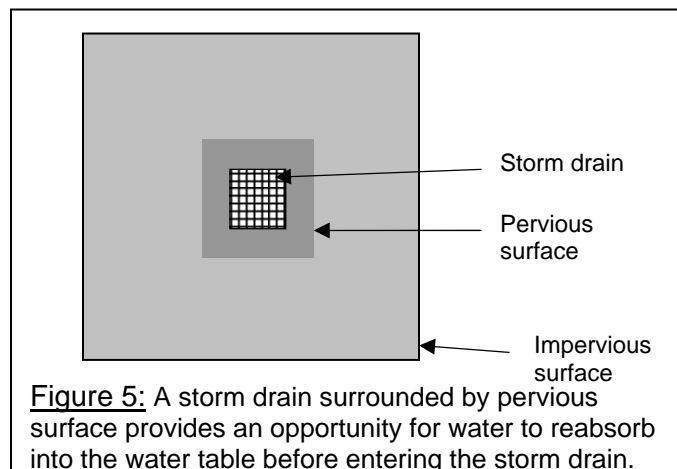 Storm drain
Pervious
surface
Impervious
surface
Figure 5: A storm drain surrounded by pervious
surface provides an opportunity for water to reabsorb
into the water table before entering the storm drain.